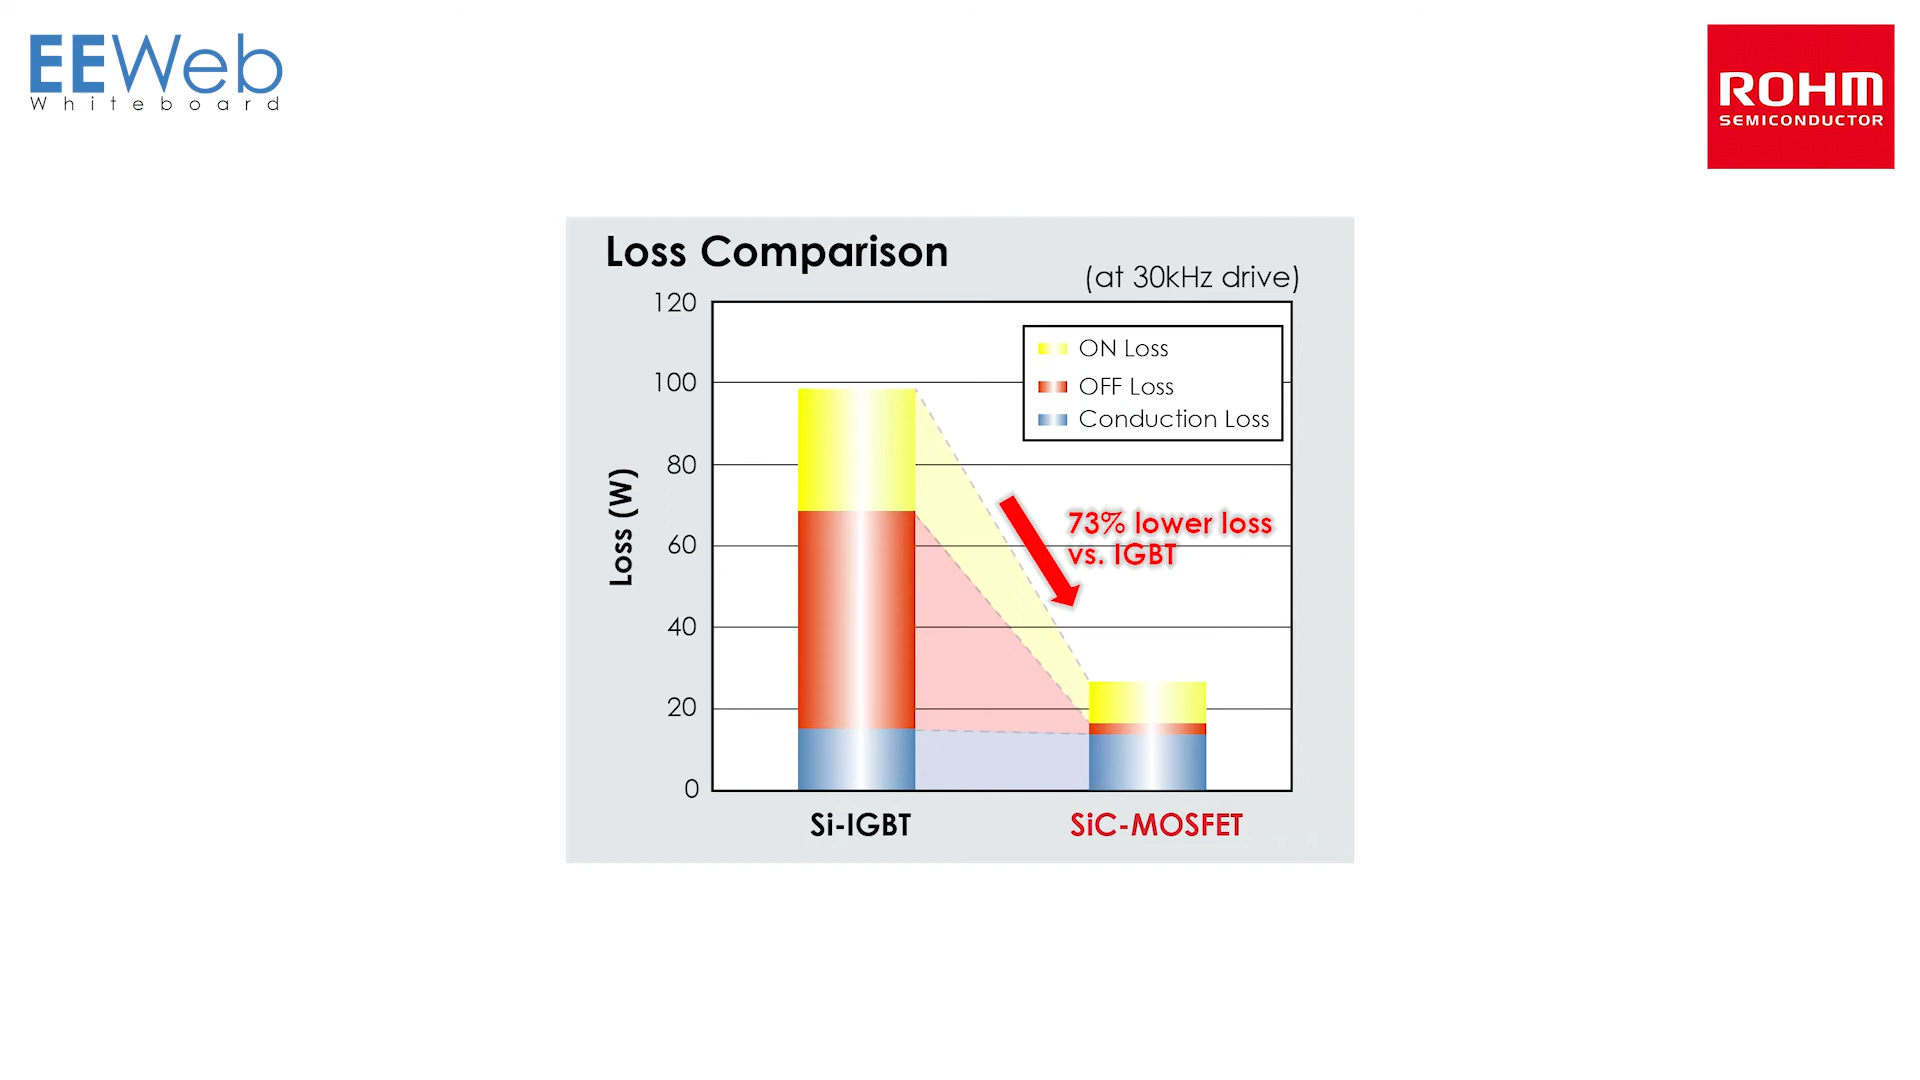 EEWeb
Whiteboard
ROHM
SEMICONDUCTOR
Loss Comparison
(at 30kHz drive)
120
100
80
60
40
20
0
Loss (W)
ON Loss
OFF Loss
Conduction Loss
73% lower loss
vs. IGBT
Si-IGBT
SiC-MOSFET